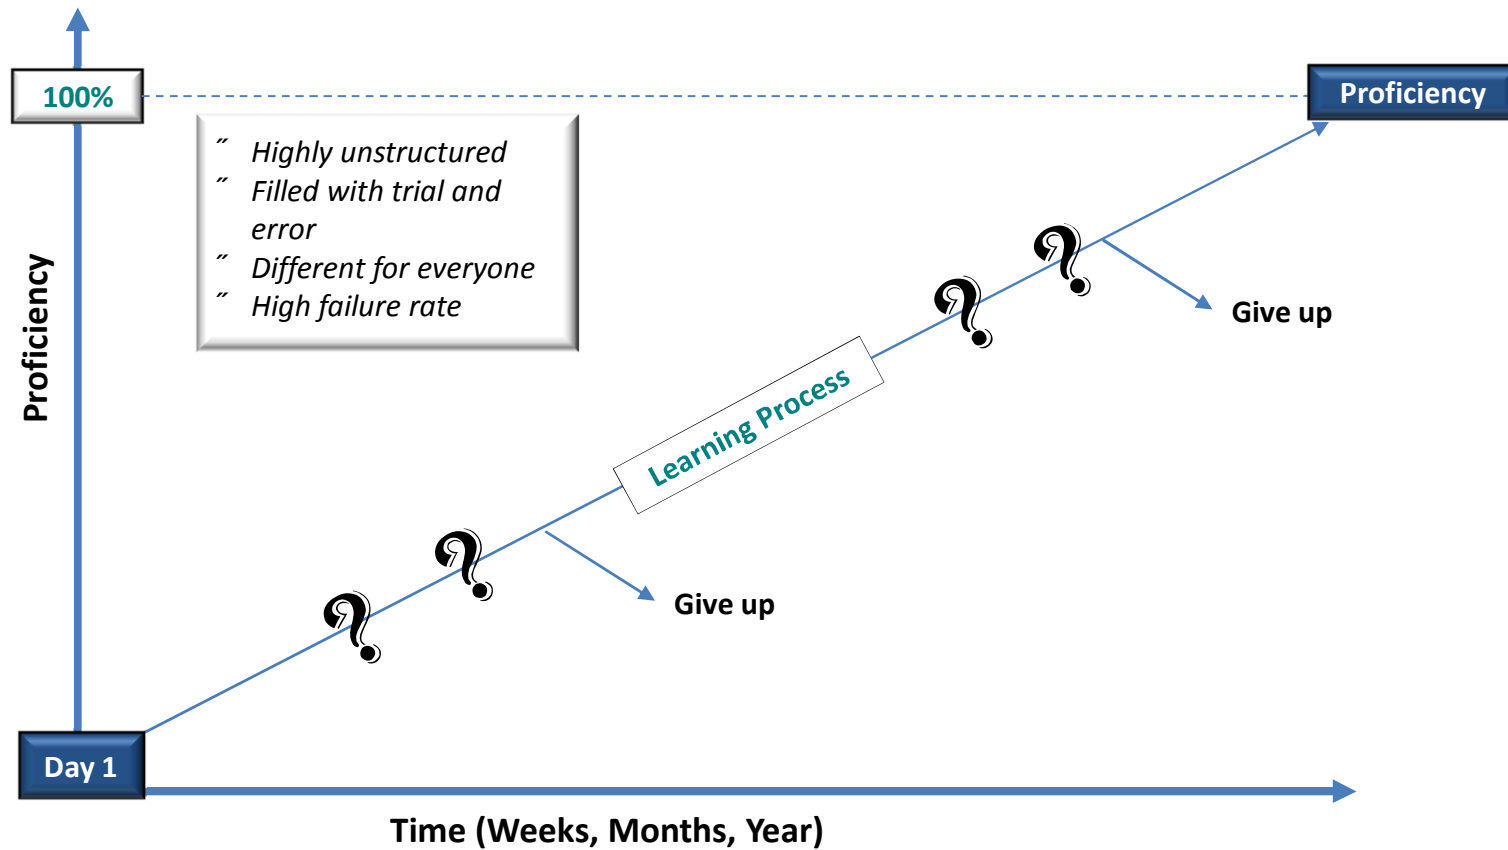 100%
Proficiency
˝ Highly unstructured
˝ Filled with trial and
error
˝ Different for everyone
˝ High failure rate
Proficiency
?
?
Give up
Learning Process
?
?
Give up
Day 1
Time (Weeks, Months, Year)